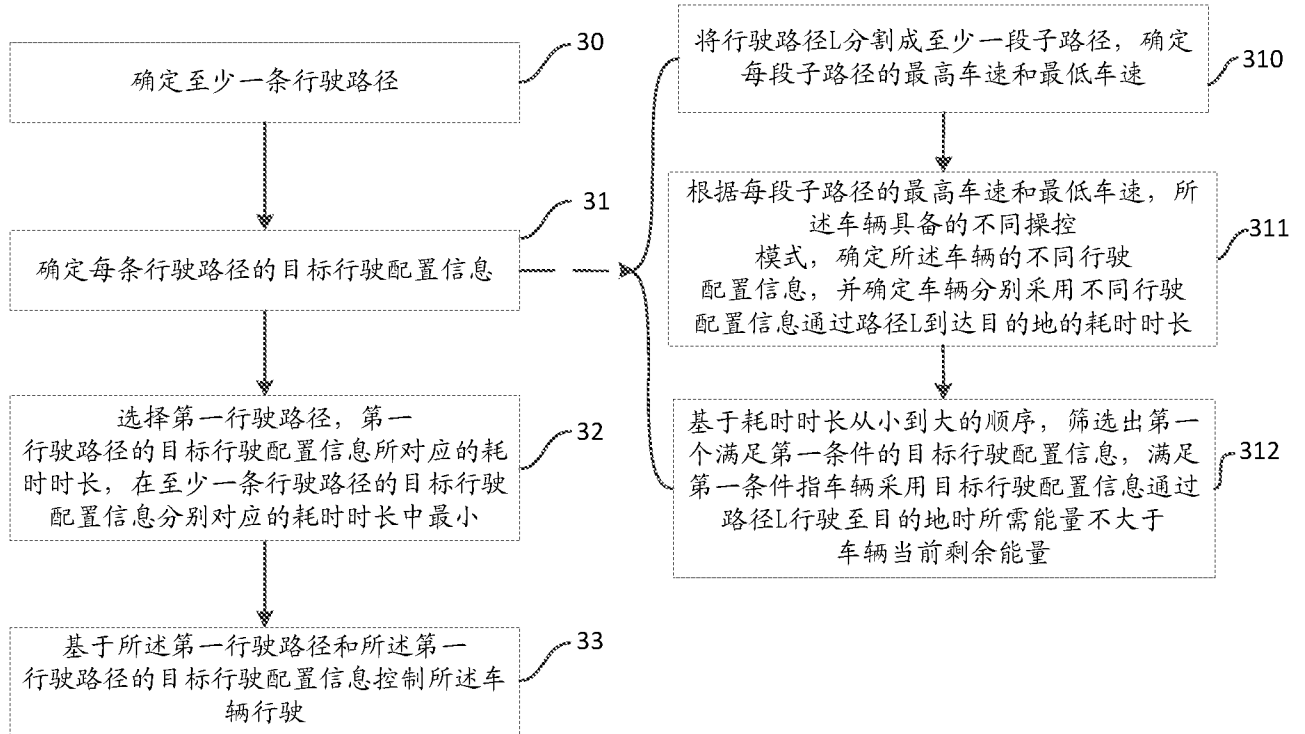 30
确定至少一条行驶路径
31
确定每条行驶路径的目标行驶配置信息
32
选择第一行驶路径，第一
行驶路径的目标行驶配置信息所对应的耗
时时长，在至少一条行驶路径的目标行驶
配置信息分别对应的耗时时长中最小
33
基于所述第一行驶路径和所述第一
行驶路径的目标行驶配置信息控制所述车
辆行驶
310
将行驶路径L分割成至少一段子路径，确定
每段子路径的最高车速和最低车速
311
根据每段子路径的最高车速和最低车速，所
述车辆具备的不同操控
模式，确定所述车辆的不同行驶
配置信息，并确定车辆分别采用不同行驶
配置信息通过路径L到达目的地的耗时时长
312
基于耗时时长从小到大的顺序，筛选出第一
个满足第一条件的目标行驶配置信息，满足
第一条件指车辆采用目标行驶配置信息通过
路径L行驶至目的地时所需能量不大于
车辆当前剩余能量